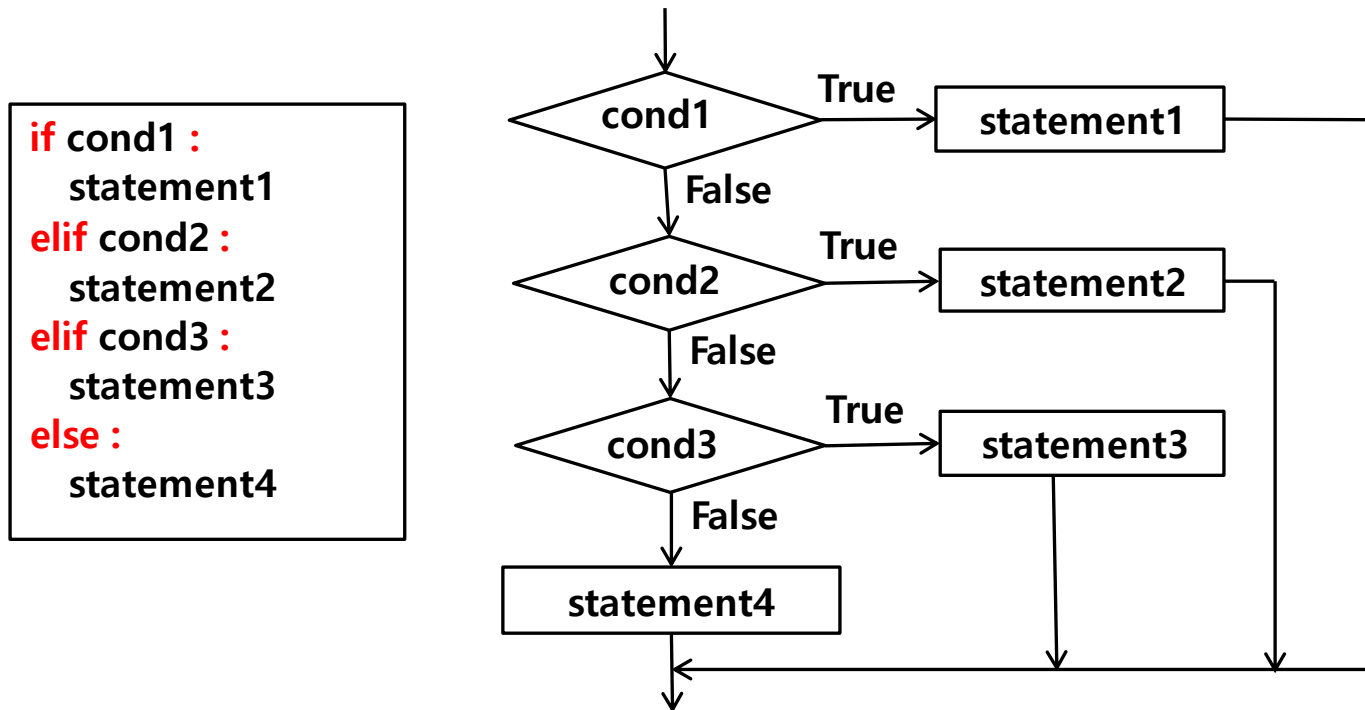 if cond1 :
statement1
elif cond2 :
statement2
elif cond3 :
statement3
else :
statement4
cond1
True
statement1
False
cond2
True
statement2
False
cond3
True
statement3
False
statement4